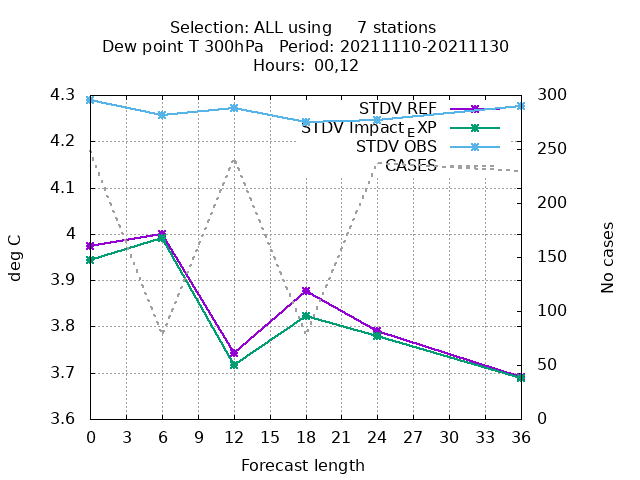 Selection: ALL using 7 stations
Dew point T 300hPa Period: 20211110-20211130
Hours: 00,12
4.3
4.2
4.1
4
3.9
3.8
3.7
3.6
deg C
STDV REF
STDV Impact_EXP
STDV OBS
CASES
300
250
200
150
100
50
0
No cases
0 3 6 9 12 15 18 21 24 27 30 33 36
Forecast length